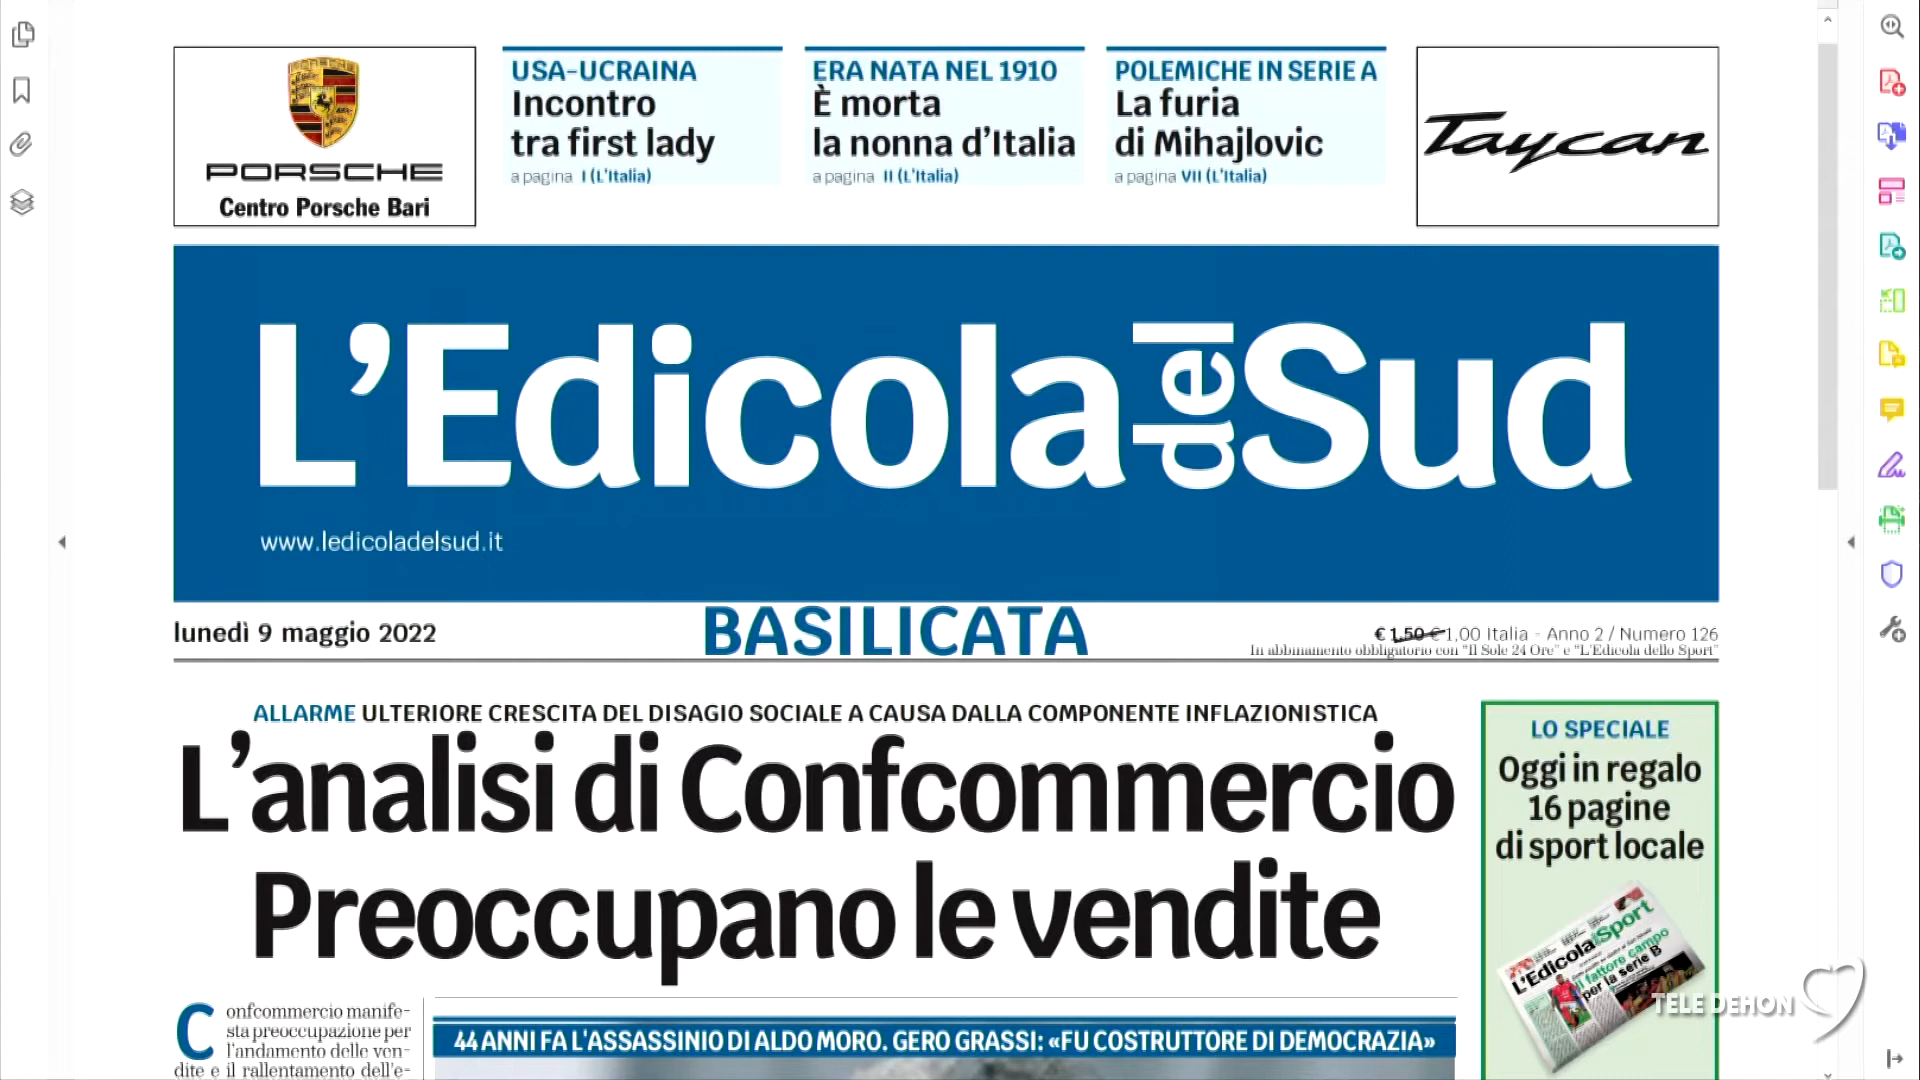 PORSCHE
Centro Porsche Bari
USA-UCRAINA
Incontro
tra first lady
a pagina I (L'Italia)
ERA NATA NEL 1910
È morta
la nonna d'Italia
a pagina II (L'Italia)
POLEMICHE IN SERIE A
La furia
di Mihajlovic
a pagina VII (L'Italia)
Taycan
L'Edicola del Sud
www.ledicoladelsud.it
lunedì 9 maggio 2022
BASILICATA
€ 1,50 € 1,00 Italia - Anno 2 / Numero 126
In abbinamento obbligatorio con "Il Sole 24 Ore" e "L'Edicola dello Sport"
ALLARME ULTERIORE CRESCITA DEL DISAGIO SOCIALE A CAUSA DALLA COMPONENTE INFLAZIONISTICA
L'analisi di Confcommercio
Preoccupano le vendite
Confcommercio manife-
sta preoccupazione per
l'andamento delle ven-
dite e il rallentamento dell'e-
44 ANNI FA L'ASSASSINIO DI ALDO MORO. GERO GRASSI: «FU COSTRUTTORE DI DEMOCRAZIA»
LO SPECIALE
Oggi in regalo
16 pagine
di sport locale
L'Edicola Sport
Il fattore campo
per la serie B
TELE DEHON